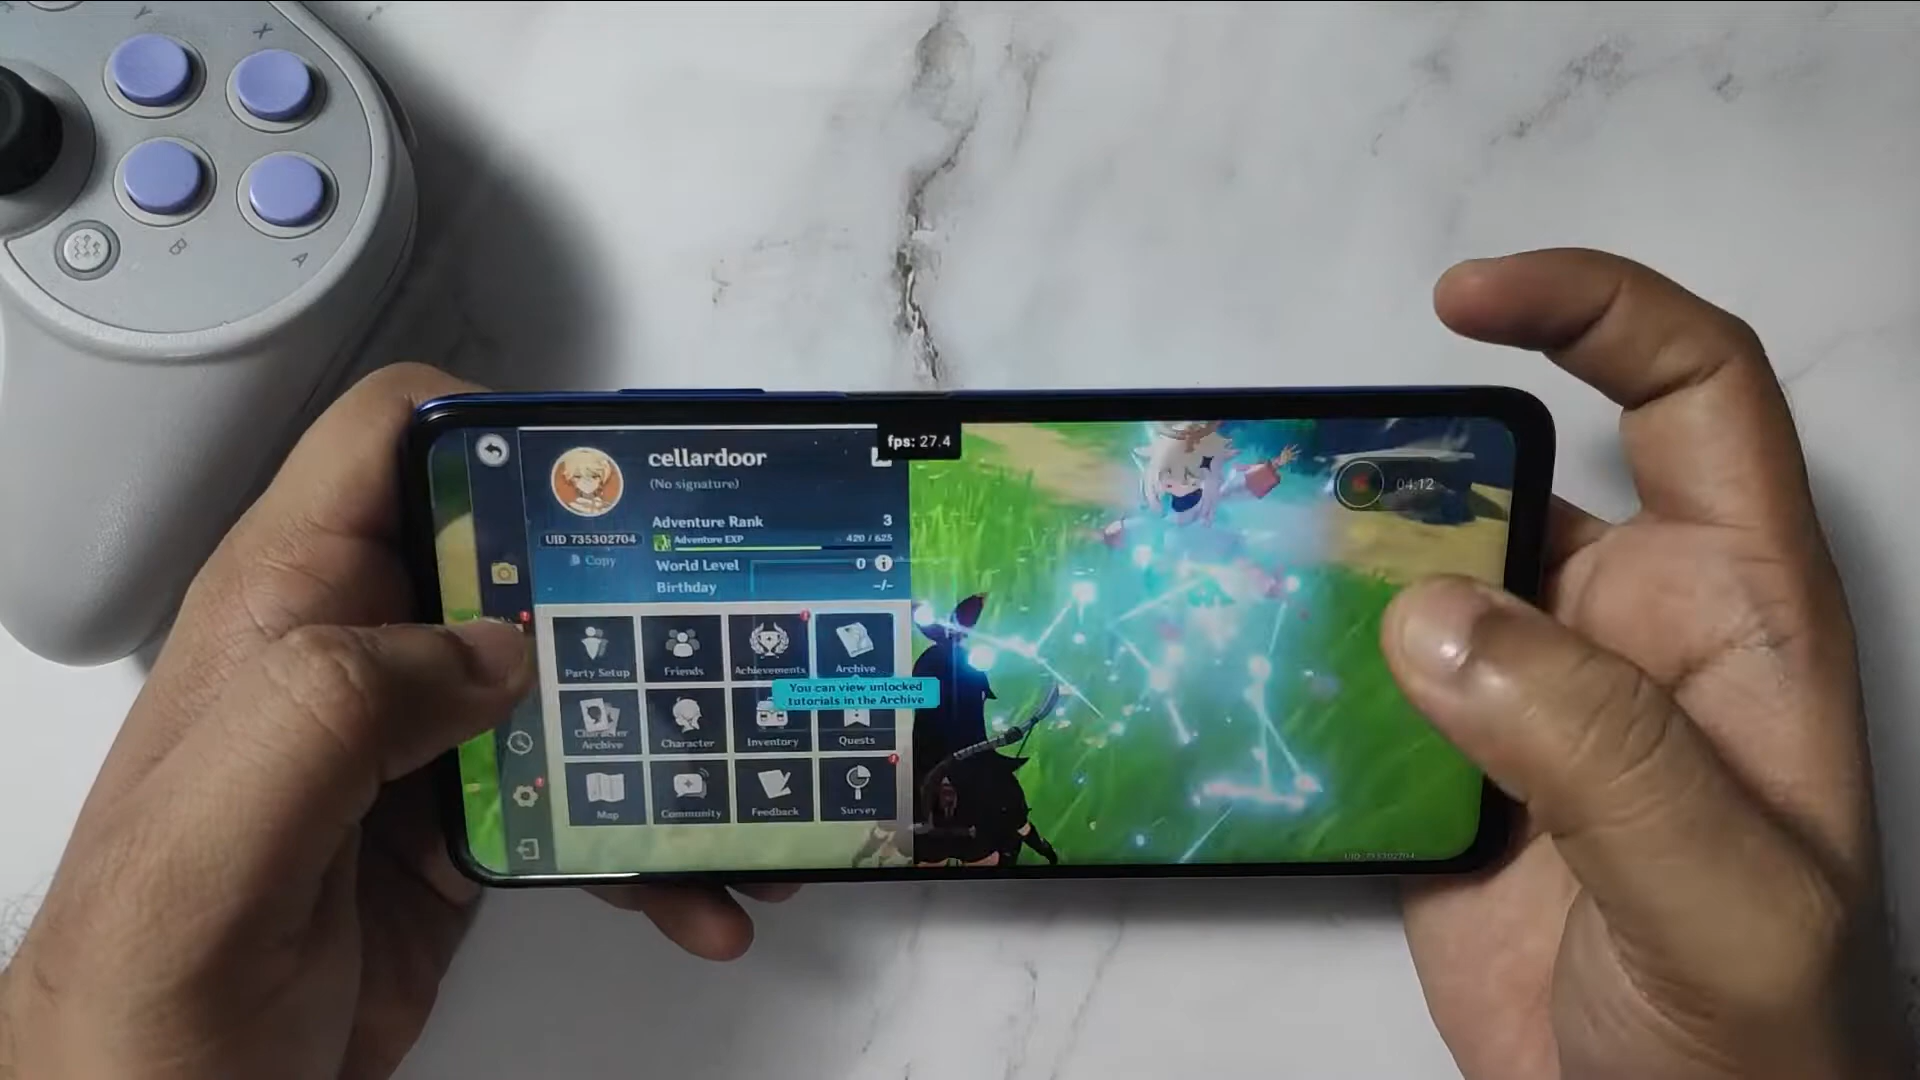 Y
X
B
A
fps: 27.4
cellardoor
(No signature)
04:12
Adventure Rank 3
UID 735302704
Adventure EXP 420 / 625
Copy
World Level 0
Birthday -/-
Party Setup
Friends
Achievements
Archive
You can view unlocked
tutorials in the Archive
Character
Archive
Character
Inventory
Quests
Map
Community
Feedback
Survey
UID 735302704